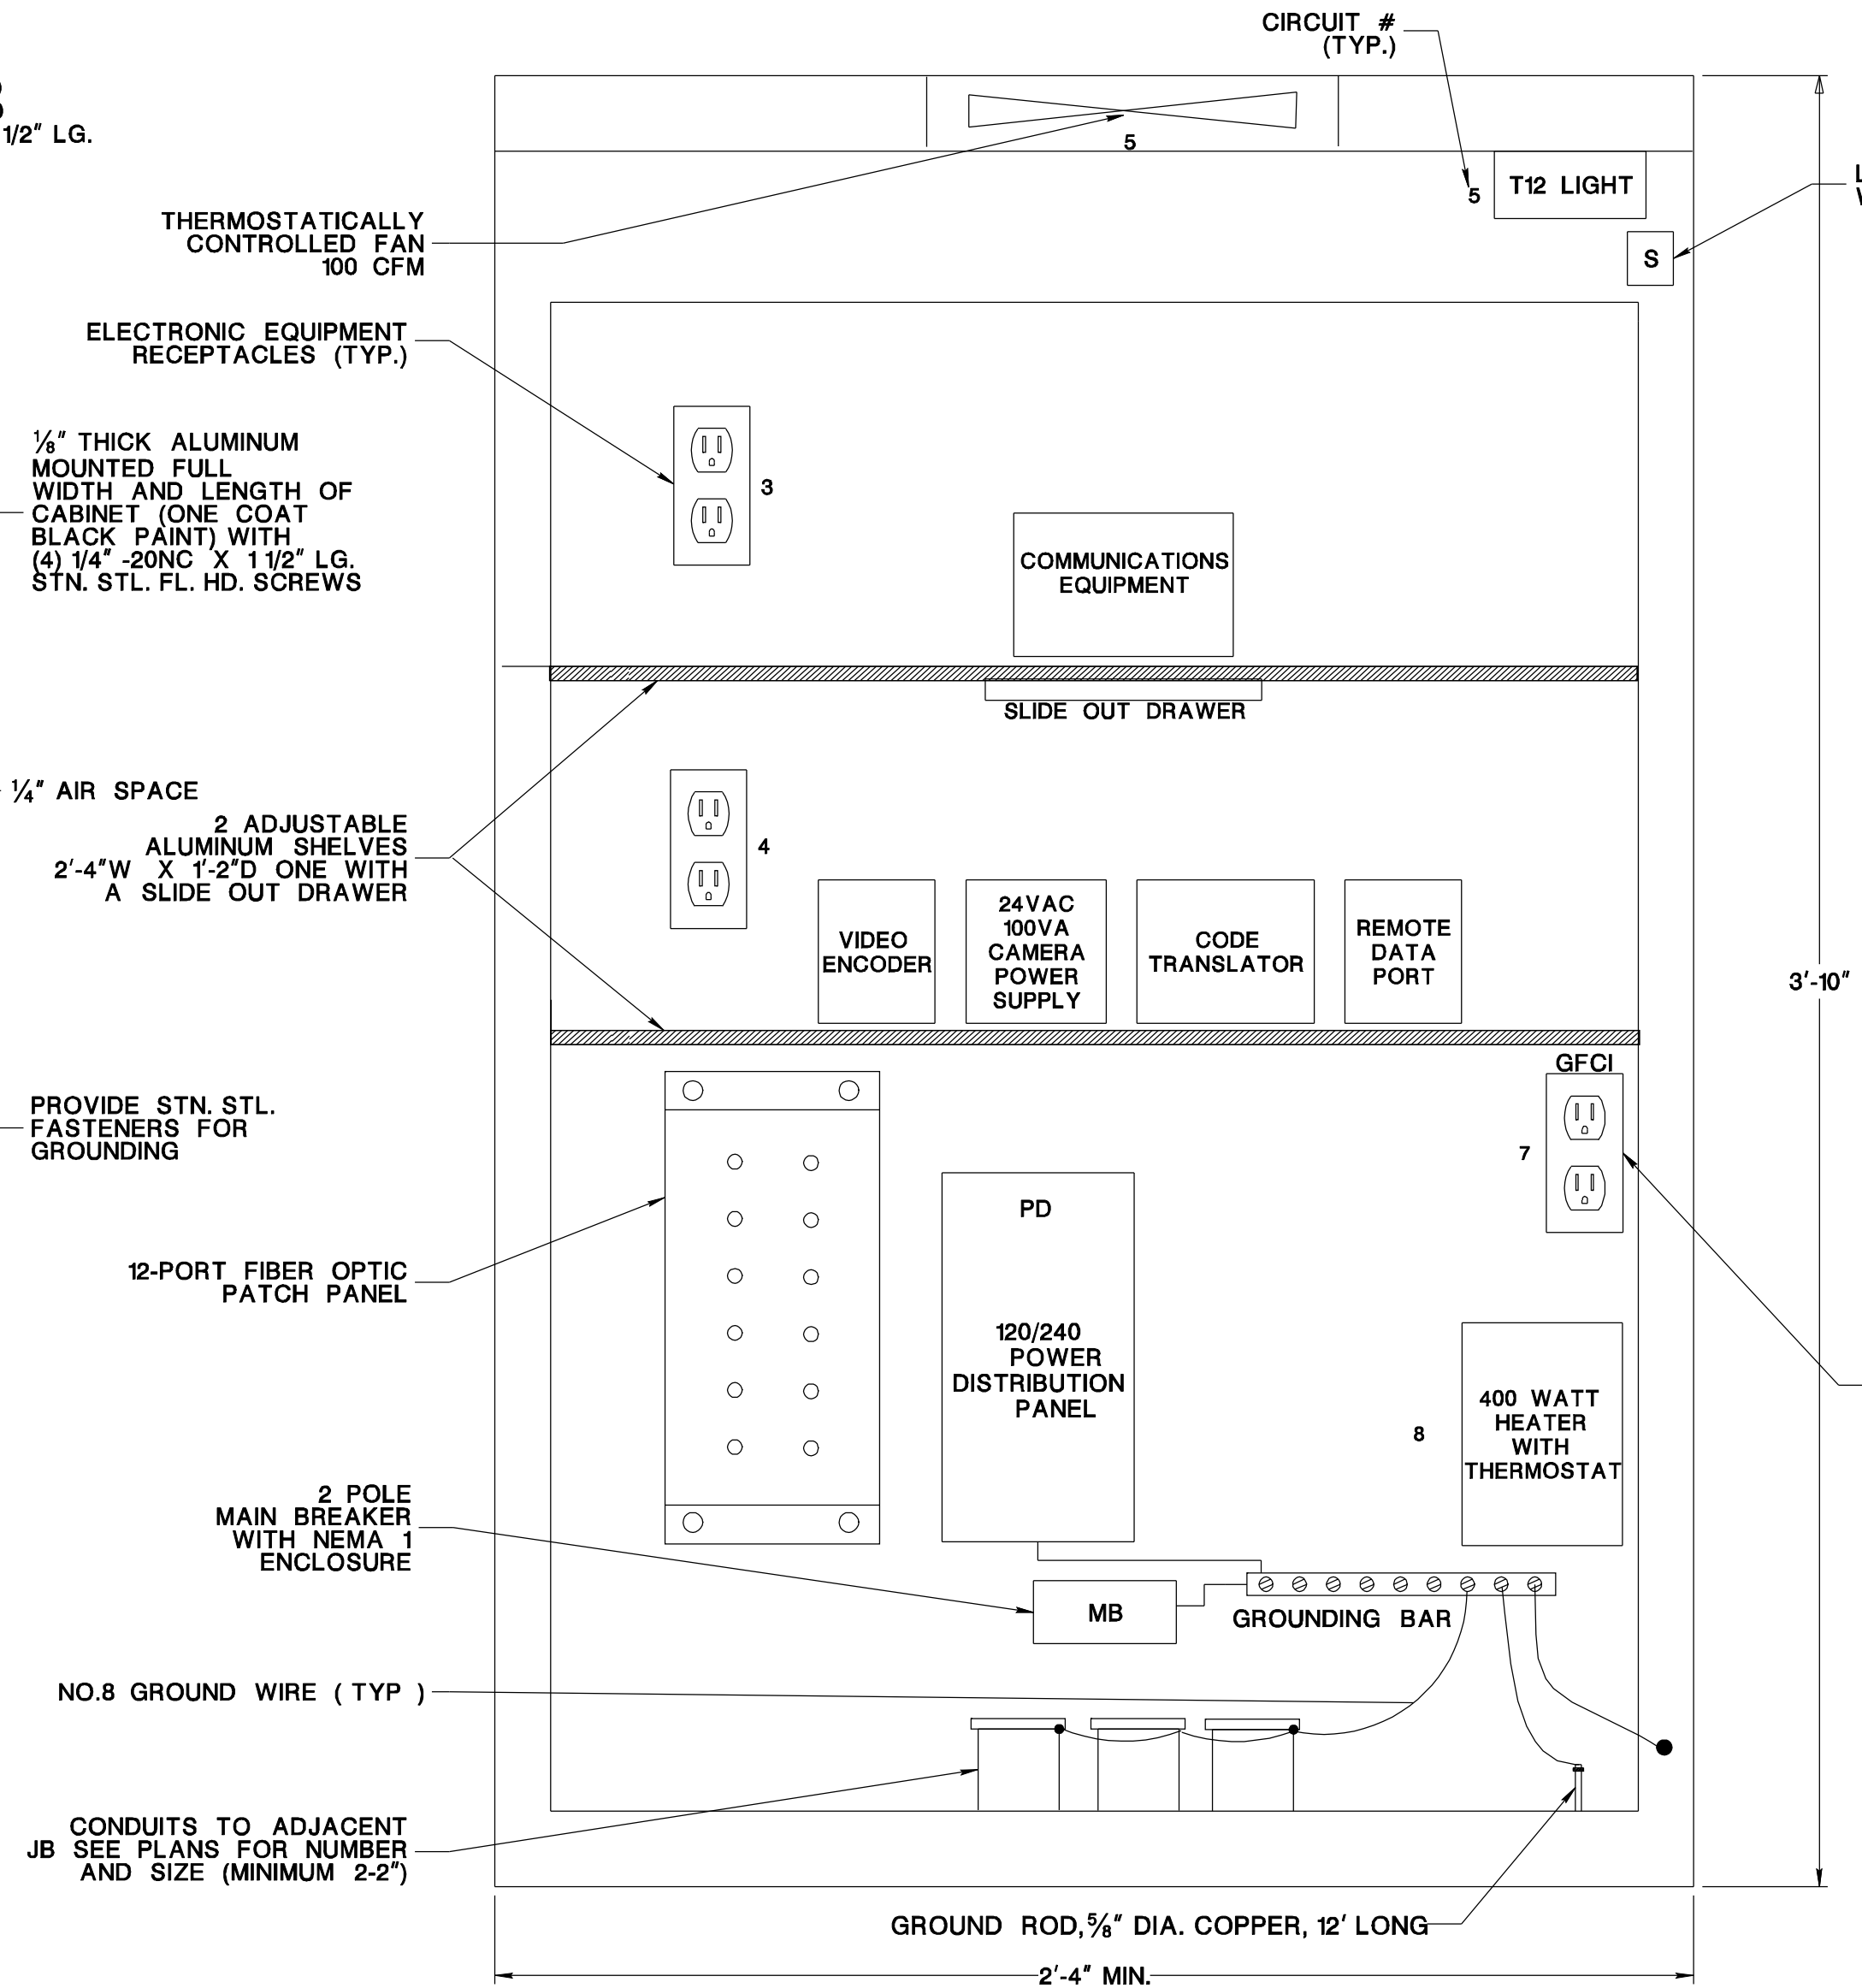 CIRCUIT #
(TYP.)
1/2" LG.
5
5
T12 LIGHT
S
THERMOSTATICALLY
CONTROLLED FAN
100 CFM
ELECTRONIC EQUIPMENT
RECEPTACLES (TYP.)
3
⅛" THICK ALUMINUM
MOUNTED FULL
WIDTH AND LENGTH OF
CABINET (ONE COAT
BLACK PAINT) WITH
(4) 1/4" -20NC X 1 1/2" LG.
STN. STL. FL. HD. SCREWS
COMMUNICATIONS
EQUIPMENT
SLIDE OUT DRAWER
¼" AIR SPACE
2 ADJUSTABLE
ALUMINUM SHELVES
2'-4"W X 1'-2"D ONE WITH
A SLIDE OUT DRAWER
4
VIDEO
ENCODER
24VAC
100VA
CAMERA
POWER
SUPPLY
CODE
TRANSLATOR
REMOTE
DATA
PORT
3'-10"
GFCI
7
PROVIDE STN. STL.
FASTENERS FOR
GROUNDING
12-PORT FIBER OPTIC
PATCH PANEL
PD
120/240
POWER
DISTRIBUTION
PANEL
8
400 WATT
HEATER
WITH
THERMOSTAT
2 POLE
MAIN BREAKER
WITH NEMA 1
ENCLOSURE
MB
GROUNDING BAR
NO.8 GROUND WIRE ( TYP )
CONDUITS TO ADJACENT
JB SEE PLANS FOR NUMBER
AND SIZE (MINIMUM 2-2")
GROUND ROD, ⅝" DIA. COPPER, 12' LONG
2'-4" MIN.